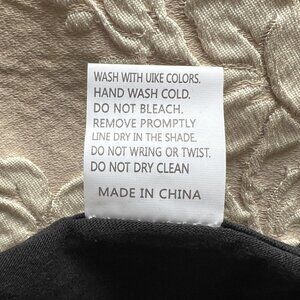 WASH WITH UIKE COLORS.
HAND WASH COLD.
DO NOT BLEACH.
REMOVE PROMPTLY
LINE DRY IN THE SHADE.
DO NOT WRING OR TWIST.
DO NOT DRY CLEAN
MADE IN CHINA